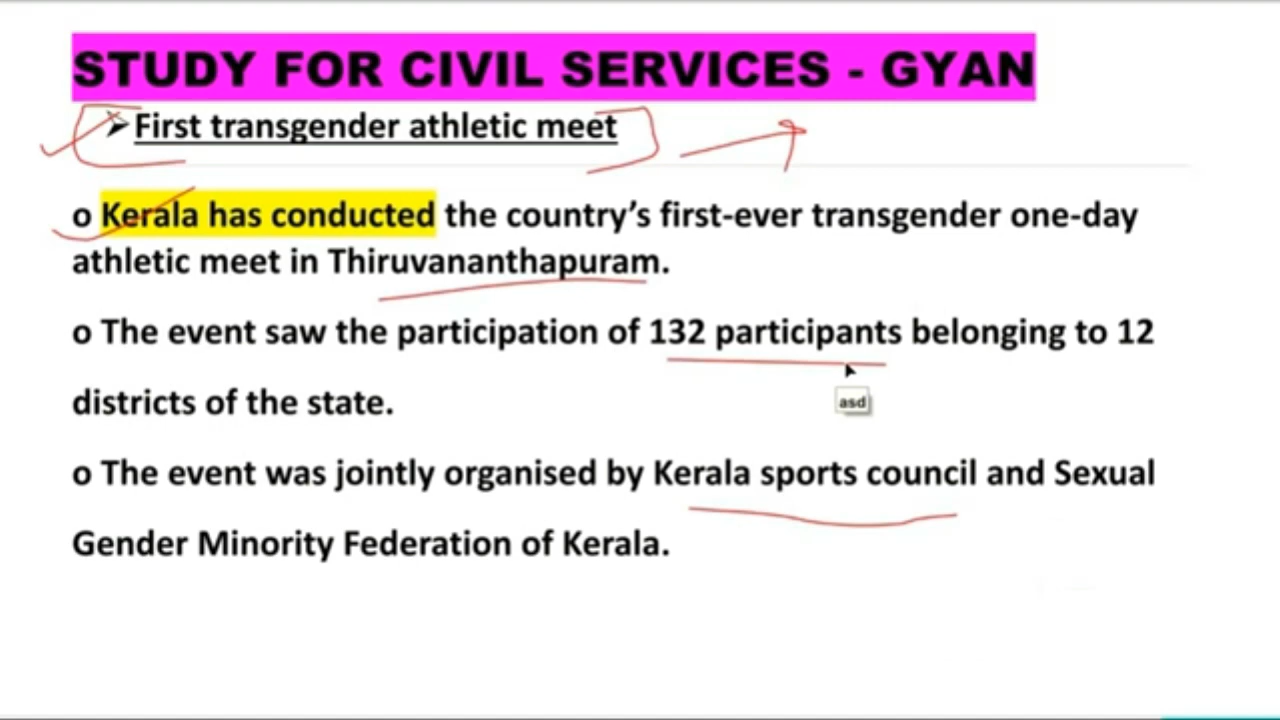 STUDY FOR CIVIL SERVICES - GYAN
➤First transgender athletic meet
o Kerala has conducted the country’s first-ever transgender one-day
athletic meet in Thiruvananthapuram.
o The event saw the participation of 132 participants belonging to 12
asd
districts of the state.
o The event was jointly organised by Kerala sports council and Sexual
Gender Minority Federation of Kerala.